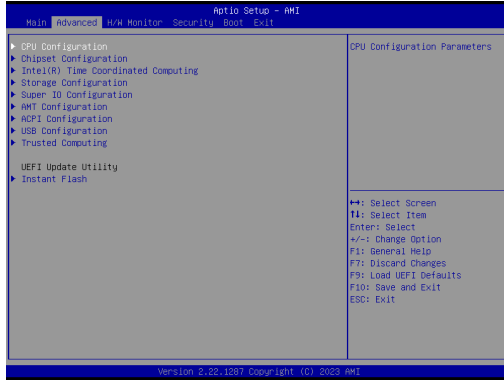 Aptio Setup - AMI
Main Advanced H/W Monitor Security Boot Exit
CPU Configuration
Chipset Configuration
Intel(R) Time Coordinated Computing
Storage Configuration
Super IO Configuration
AMT Configuration
ACPI Configuration
USB Configuration
Trusted Computing
UEFI Update Utility
Instant Flash
CPU Configuration Parameters
↔: Select Screen
↑↓: Select Item
Enter: Select
+/-: Change Option
F1: General Help
F7: Discard Changes
F9: Load UEFI Defaults
F10: Save and Exit
ESC: Exit
Version 2.22.1287 Copyright (C) 2023 AMI